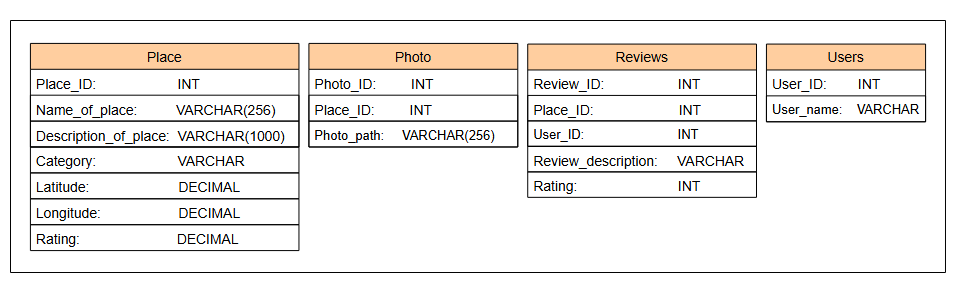 Place
Place_ID: INT
Name_of_place: VARCHAR(256)
Description_of_place: VARCHAR(1000)
Category: VARCHAR
Latitude: DECIMAL
Longitude: DECIMAL
Rating: DECIMAL
Photo
Photo_ID: INT
Place_ID: INT
Photo_path: VARCHAR(256)
Reviews
Review_ID: INT
Place_ID: INT
User_ID: INT
Review_description: VARCHAR
Rating: INT
Users
User_ID: INT
User_name: VARCHAR